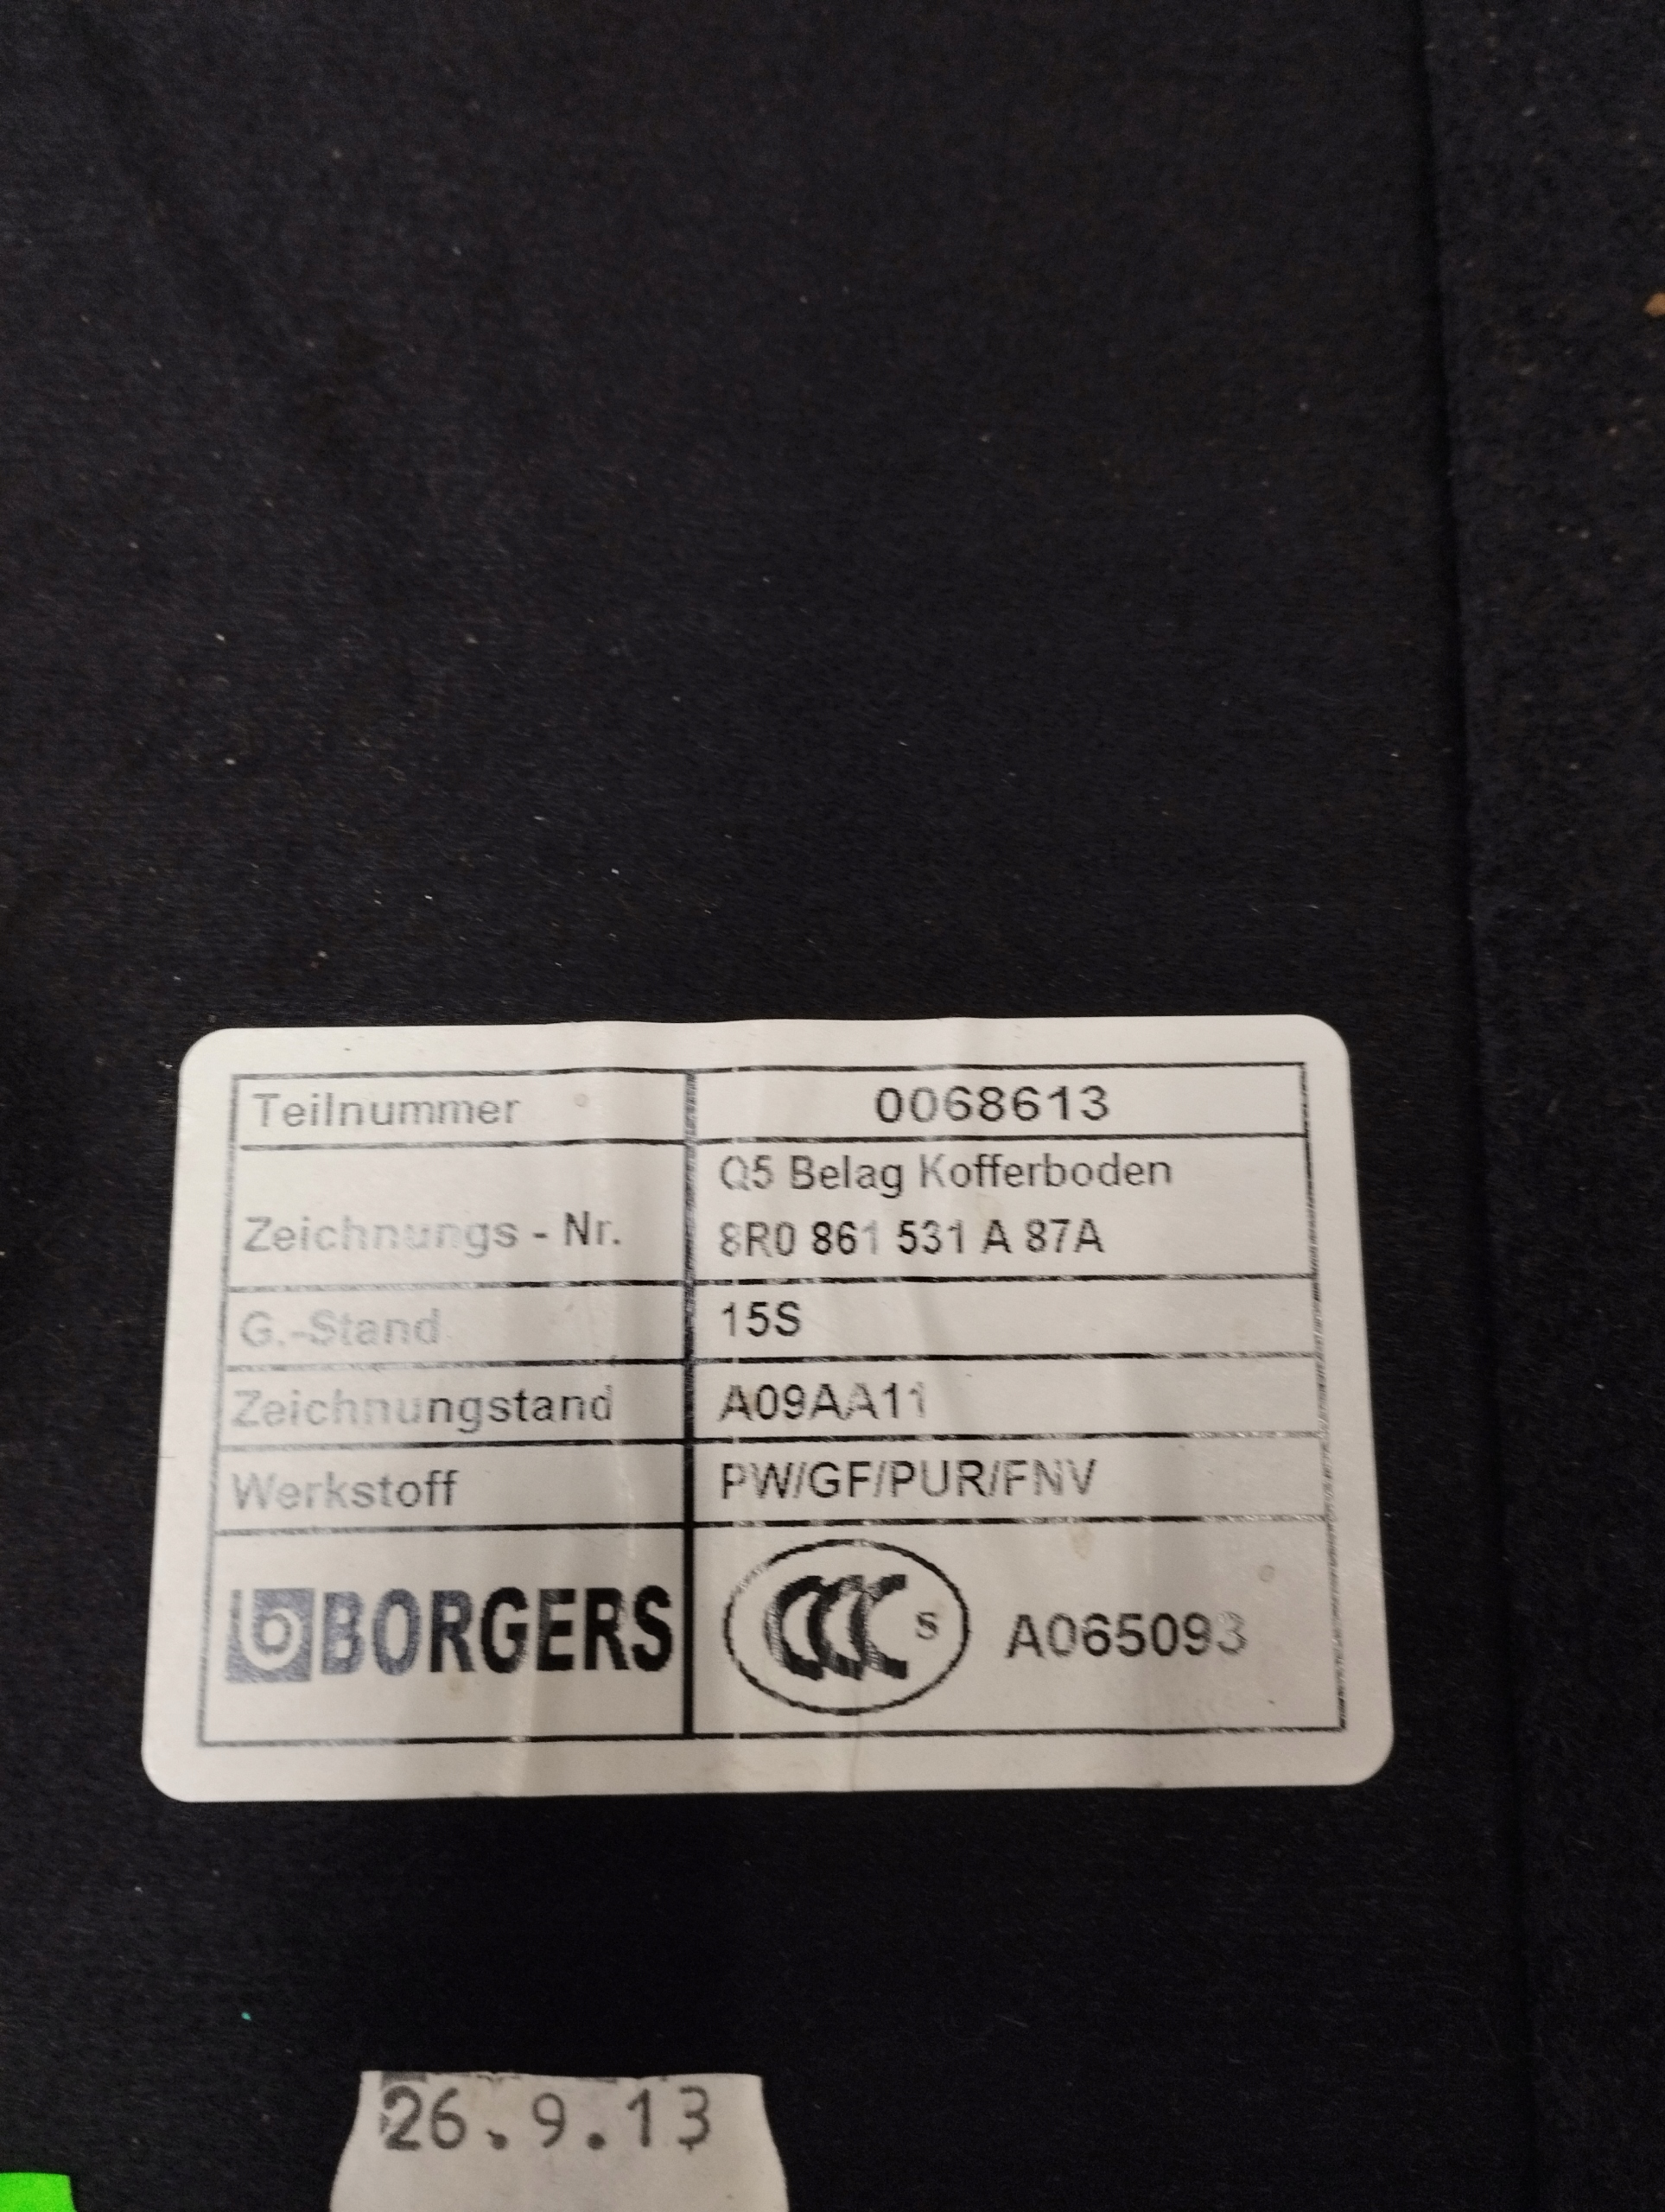 Teilnummer 0068613
Q5 Belag Kofferboden
Zeichnungs - Nr. 8R0 861 531 A 87A
G.-Stand 15S
Zeichnungstand A09AA11
Werkstoff PW/GF/PUR/FNV
b BORGERS CCC S A065093
26.9.13